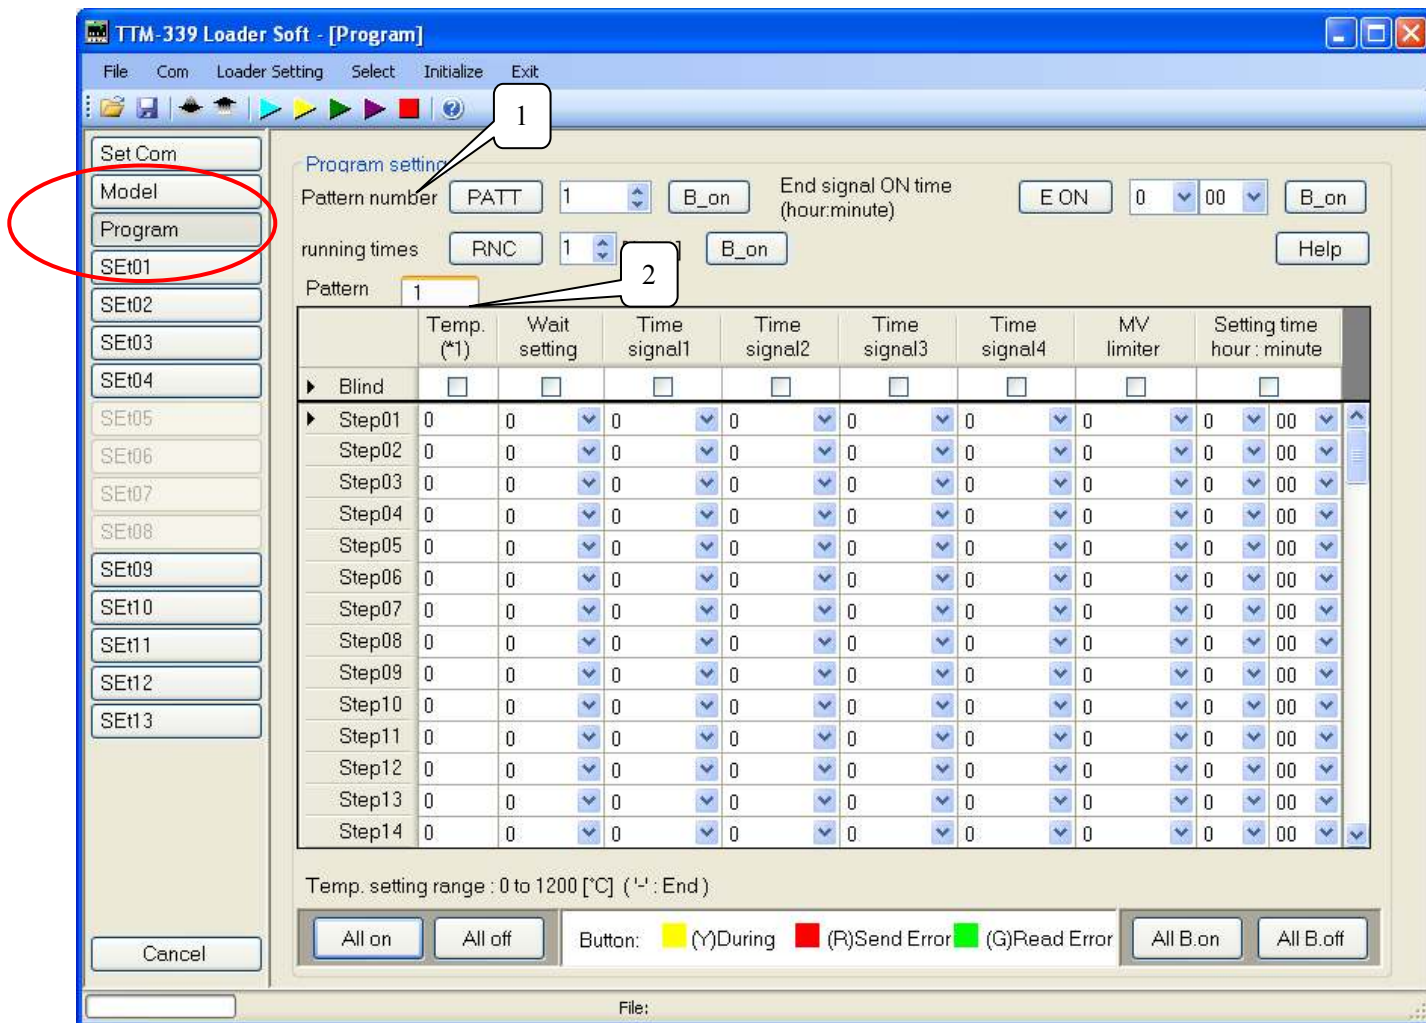 TTM-339 Loader Soft - [Program]
File Com Loader Setting Select Initialize Exit
1
Set Com
Model
Program
SEt01
SEt02
SEt03
SEt04
SEt05
SEt06
SEt07
SEt08
SEt09
SEt10
SEt11
SEt12
SEt13
Cancel
Program setting
Pattern number PATT 1 B_on End signal ON time (hour:minute) E ON 0 00 B_on
running times RNC 1 B_on Help
2
Pattern 1
Temp. (*1) Wait setting Time signal1 Time signal2 Time signal3 Time signal4 MV limiter Setting time hour : minute
Blind
Step01 0 0 0 0 0 0 0 0 00
Step02 0 0 0 0 0 0 0 0 00
Step03 0 0 0 0 0 0 0 0 00
Step04 0 0 0 0 0 0 0 0 00
Step05 0 0 0 0 0 0 0 0 00
Step06 0 0 0 0 0 0 0 0 00
Step07 0 0 0 0 0 0 0 0 00
Step08 0 0 0 0 0 0 0 0 00
Step09 0 0 0 0 0 0 0 0 00
Step10 0 0 0 0 0 0 0 0 00
Step11 0 0 0 0 0 0 0 0 00
Step12 0 0 0 0 0 0 0 0 00
Step13 0 0 0 0 0 0 0 0 00
Step14 0 0 0 0 0 0 0 0 00
Temp. setting range : 0 to 1200 [°C] ( '-' : End )
All on All off Button: (Y)During (R)Send Error (G)Read Error All B.on All B.off
File: